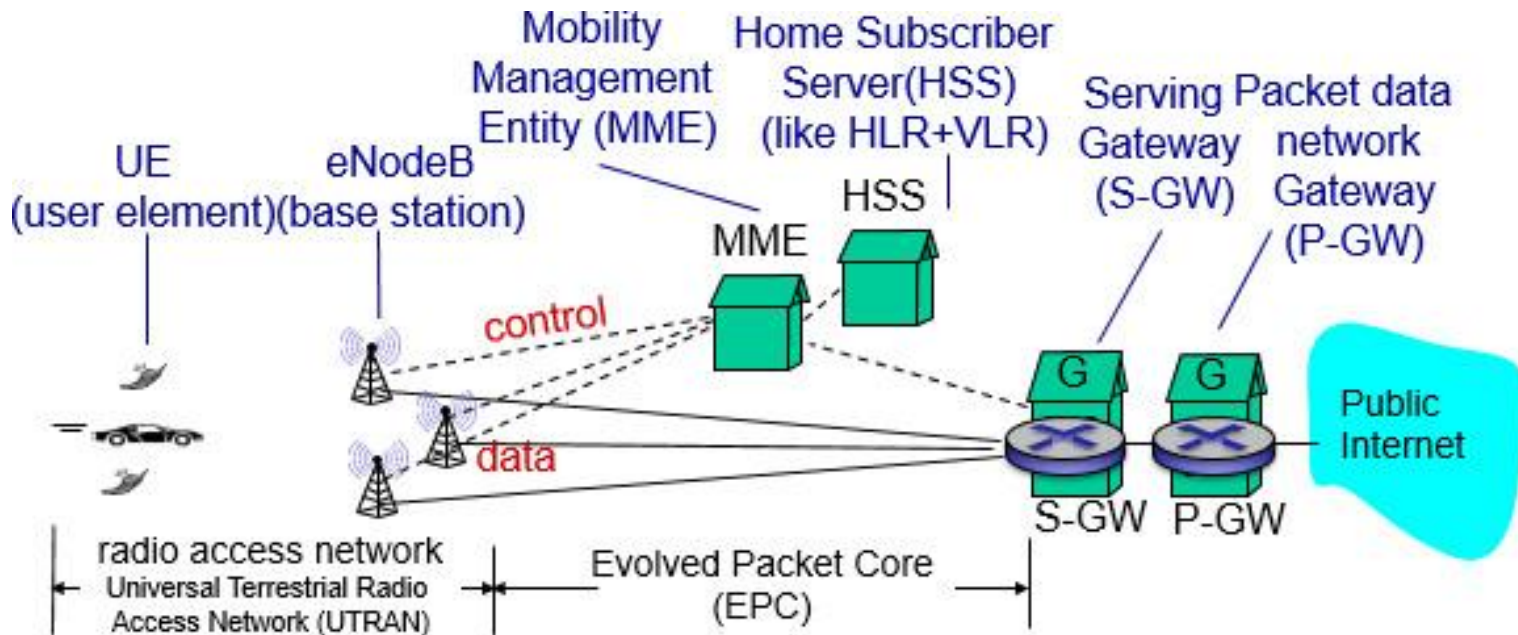 Mobility
Management
Entity (MME)
Home Subscriber
Server(HSS)
(like HLR+VLR)
Serving
Gateway
(S-GW)
Packet data
network
Gateway
(P-GW)
UE
(user element)
eNodeB
(base station)
HSS
MME
control
data
G
G
Public
Internet
S-GW
P-GW
radio access network
Universal Terrestrial Radio
Access Network (UTRAN)
Evolved Packet Core
(EPC)